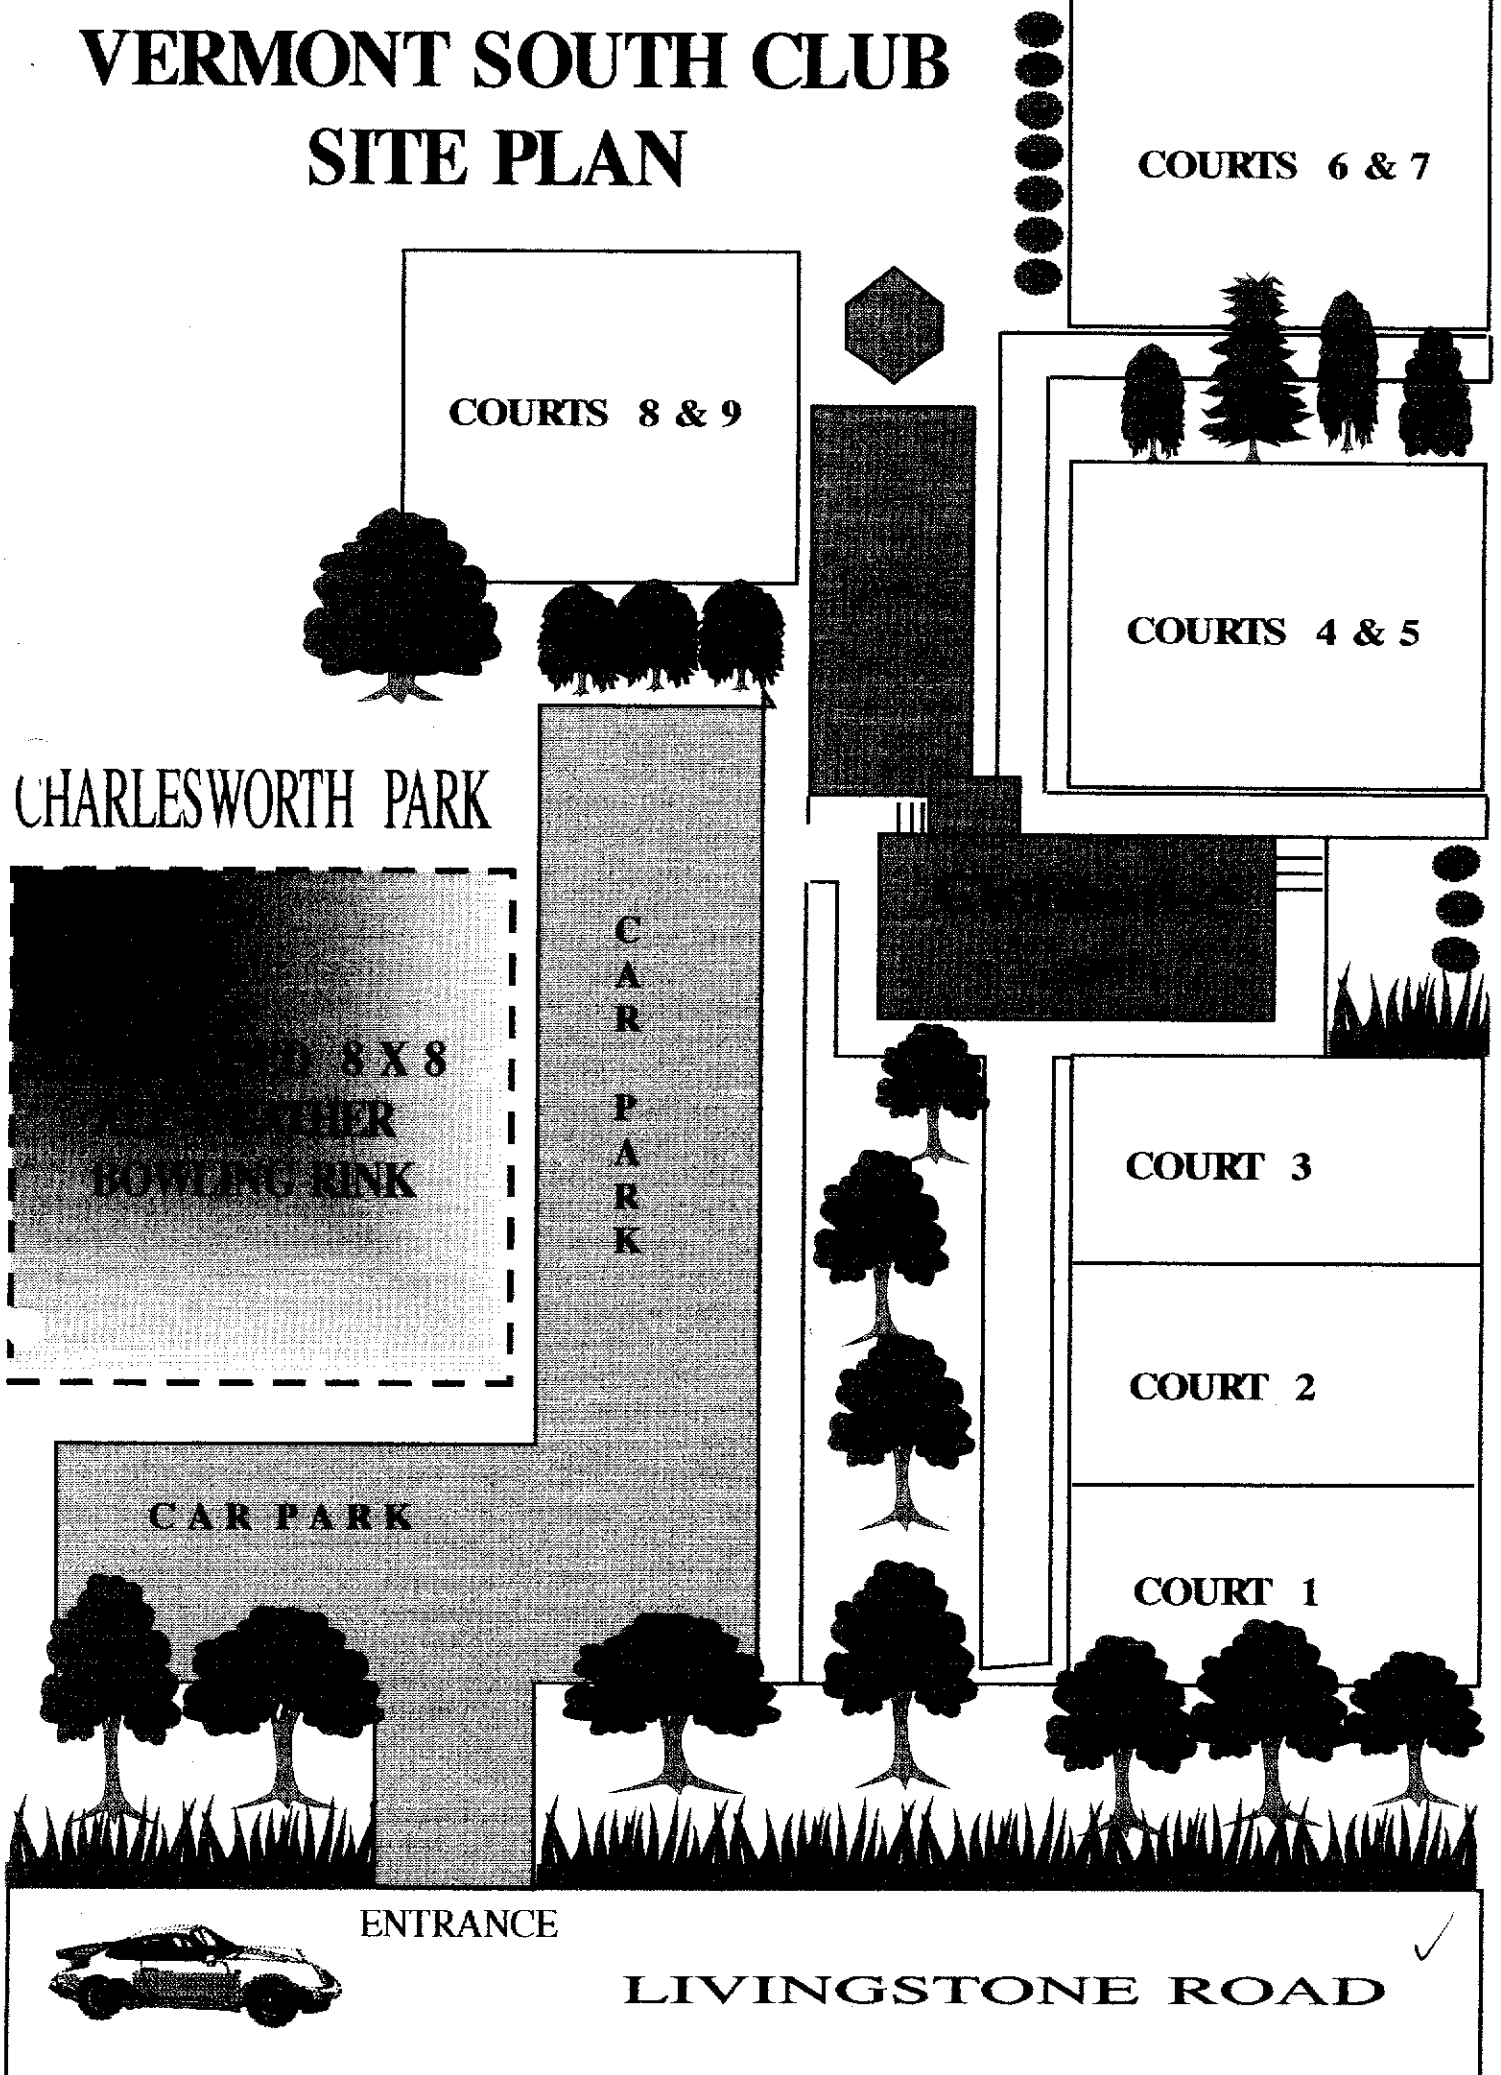 VERMONT SOUTH CLUB
SITE PLAN
COURTS 6 & 7
COURTS 8 & 9
COURTS 4 & 5
CHARLESWORTH PARK
CAR PARK
8 X 8
BOWLING RINK
COURT 3
COURT 2
CAR PARK
COURT 1
ENTRANCE
LIVINGSTONE ROAD